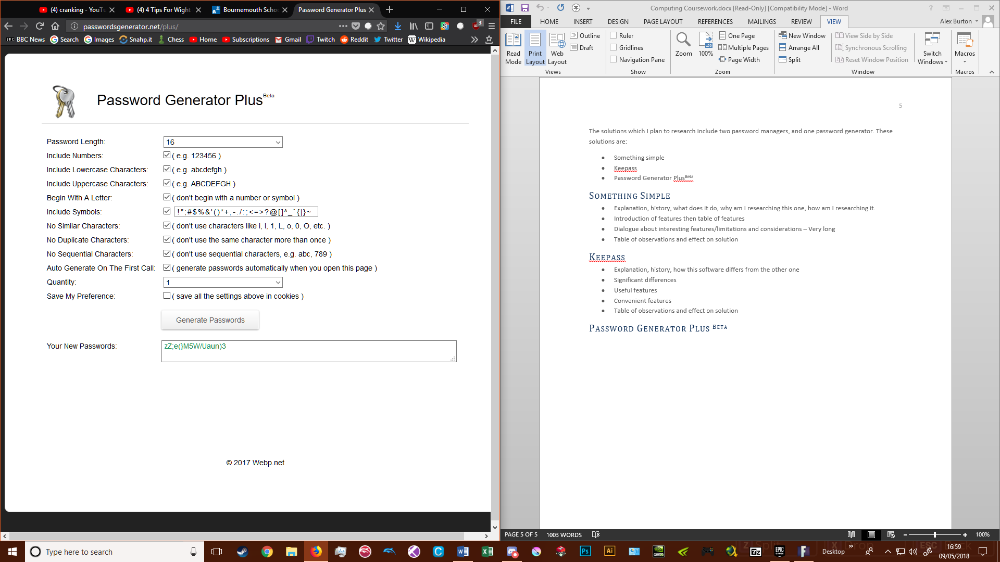 (4) cranking - YouTu
(4) 4 Tips For Wight
Bournemouth Scho
Password Generator Plus
passwordsgenerator.net/plus/
3
BBC News
Search
Images
Snahp.it
Chess
Home
Subscriptions
Gmail
Twitch
Reddit
Twitter
Wikipedia
Password Generator Plus Beta
Password Length: 16
Include Numbers: ( e.g. 123456 )
Include Lowercase Characters: ( e.g. abcdefgh )
Include Uppercase Characters: ( e.g. ABCDEFGH )
Begin With A Letter: ( don't begin with a number or symbol )
Include Symbols: !";#$%&'()*+,-./:;<=>?@[]^_`{|}~
No Similar Characters: ( don't use characters like i, l, 1, L, o, 0, O, etc. )
No Duplicate Characters: ( don't use the same character more than once )
No Sequential Characters: ( don't use sequential characters, e.g. abc, 789 )
Auto Generate On The First Call: ( generate passwords automatically when you open this page )
Quantity: 1
Save My Preference: ( save all the settings above in cookies )
Generate Passwords
Your New Passwords: zZ;e(}M5W/Uaun)3
© 2017 Webp.net
Computing Coursework.docx [Read-Only] [Compatibility Mode] - Word
FILE HOME INSERT DESIGN PAGE LAYOUT REFERENCES MAILINGS REVIEW VIEW Alex Burton
Read Mode
Print Layout
Web Layout
Outline
Draft
Views
Ruler
Gridlines
Navigation Pane
Show
Zoom
100%
One Page
Multiple Pages
Page Width
Zoom
New Window
Arrange All
Split
View Side by Side
Synchronous Scrolling
Reset Window Position
Window
Switch Windows
Macros
Macros
5
The solutions which I plan to research include two password managers, and one password generator. These
solutions are:
• Something simple
• Keepass
• Password Generator Plus Beta
SOMETHING SIMPLE
• Explanation, history, what does it do, why am I researching this one, how am I researching it.
• Introduction of features then table of features
• Dialogue about interesting features/limitations and considerations – Very long
• Table of observations and effect on solution
KEEPASS
• Explanation, history, how this software differs from the other one
• Significant differences
• Useful features
• Convenient features
• Table of observations and effect on solution
PASSWORD GENERATOR PLUS BETA
PAGE 5 OF 5 1003 WORDS
100%
Type here to search
Desktop
16:59
09/05/2018